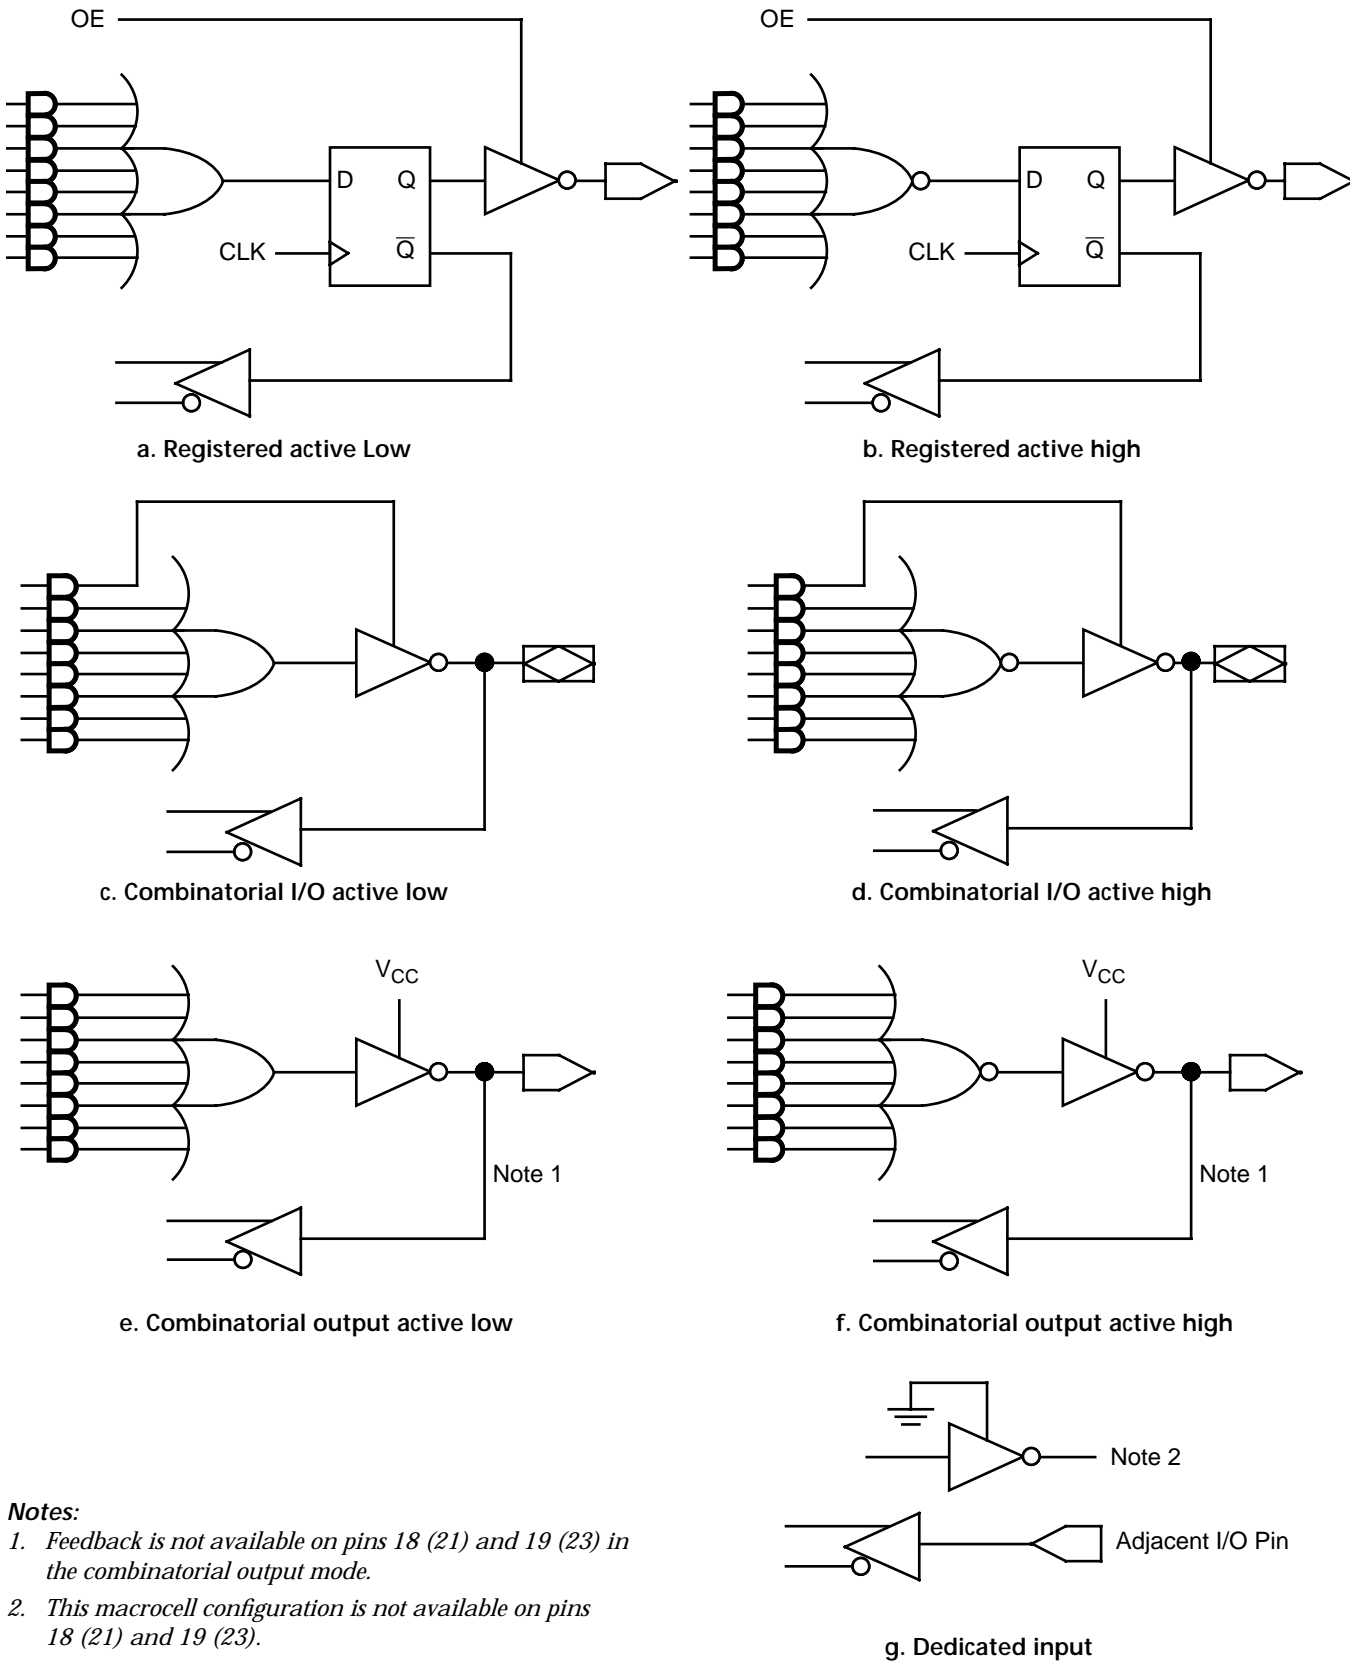 OE
OE
D Q
CLK
Q̅
D Q
CLK
Q̅
a. Registered active Low
b. Registered active high
c. Combinatorial I/O active low
d. Combinatorial I/O active high
VCC
VCC
Note 1
Note 1
e. Combinatorial output active low
f. Combinatorial output active high
Note 2
Adjacent I/O Pin
g. Dedicated input
Notes:
1. Feedback is not available on pins 18 (21) and 19 (23) in
the combinatorial output mode.
2. This macrocell configuration is not available on pins
18 (21) and 19 (23).